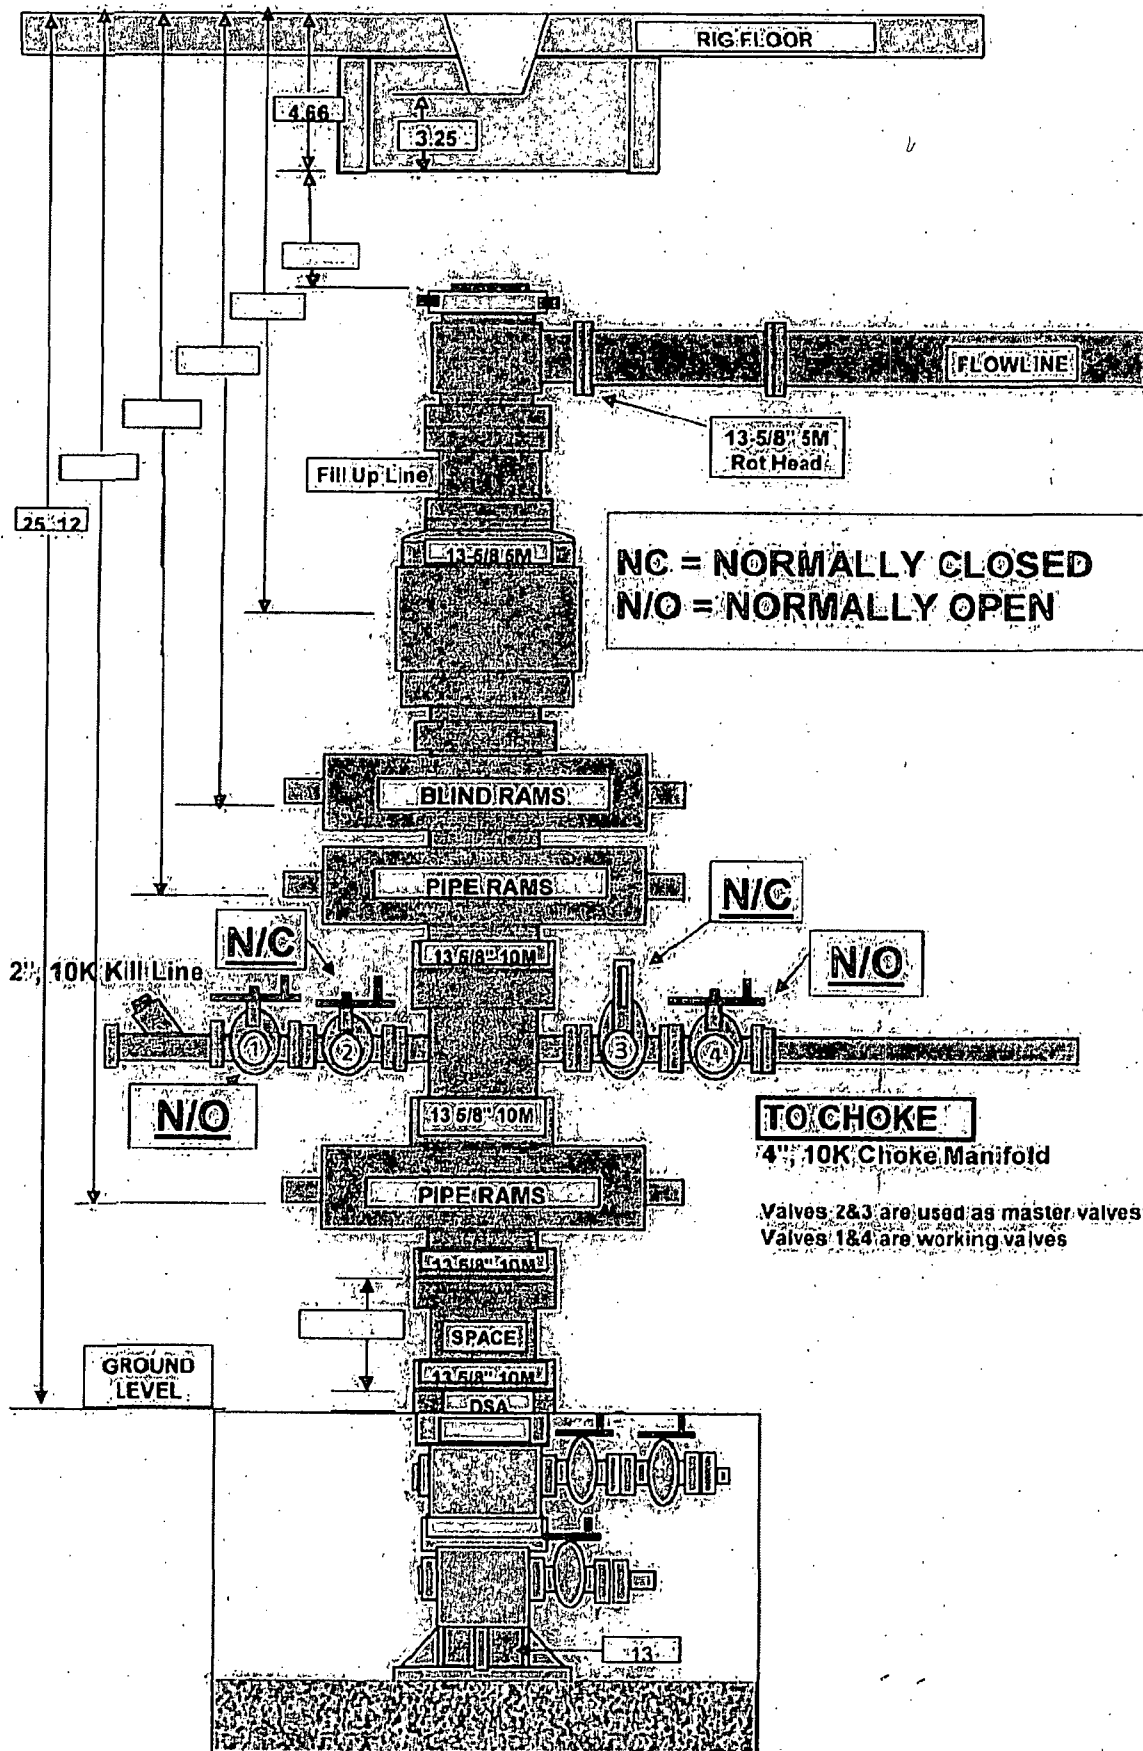 RIG FLOOR
4.66
3.25
FLOWLINE
13-5/8" 5M
Rot Head
Fill Up Line
25' 12
13-5/8 5M
NC = NORMALLY CLOSED
N/O = NORMALLY OPEN
BLIND RAMS
PIPE RAMS
N/C
N/C
13 5/8" 10M
N/O
2", 10K Kill Line
1
2
3
4
N/O
13 5/8" 10M
TO CHOKE
4", 10K Choke Manifold
PIPE RAMS
Valves 2&3 are used as master valves
Valves 1&4 are working valves
13 5/8" 10M
SPACE
GROUND
LEVEL
13 5/8" 10M
DSA
13